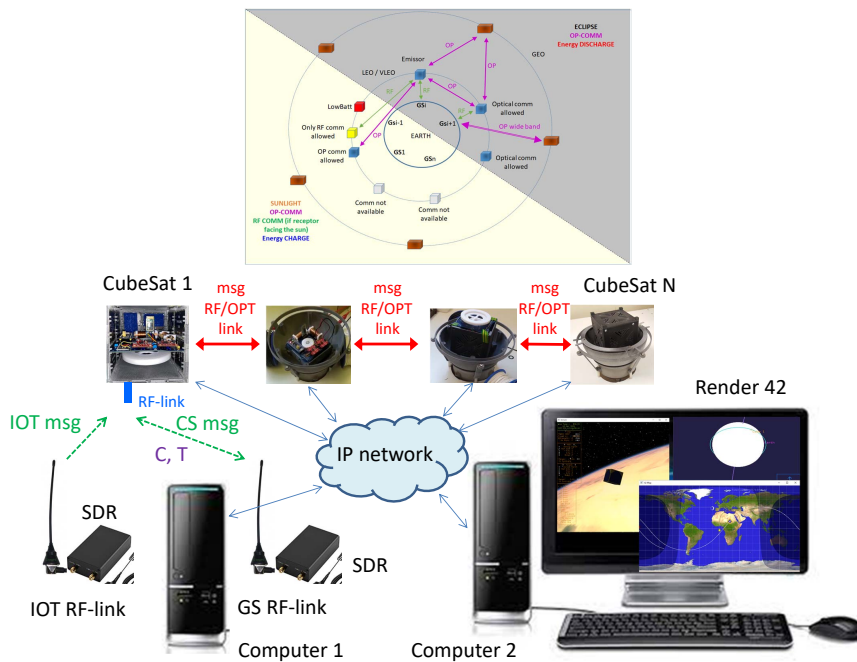 ECLIPSE
OP-COMM
Energy DISCHARGE
GEO
OP
Emissor
OP
LEO / VLEO
RF
RF
OP
LowBatt
GSi
Optical comm
allowed
RF
Gsi-1
Gsi+1
Only RF comm
allowed
OP
EARTH
OP wide band
OP comm
allowed
GS1
GSn
Optical comm
allowed
Comm not
available
Comm not
available
SUNLIGHT
OP-COMM
RF COMM (if receptor
facing the sun)
Energy CHARGE
CubeSat 1
msg
RF/OPT
link
msg
RF/OPT
link
msg
RF/OPT
link
CubeSat N
RF-link
Render 42
IOT msg
CS msg
C, T
IP network
SDR
SDR
IOT RF-link
GS RF-link
Computer 1
Computer 2